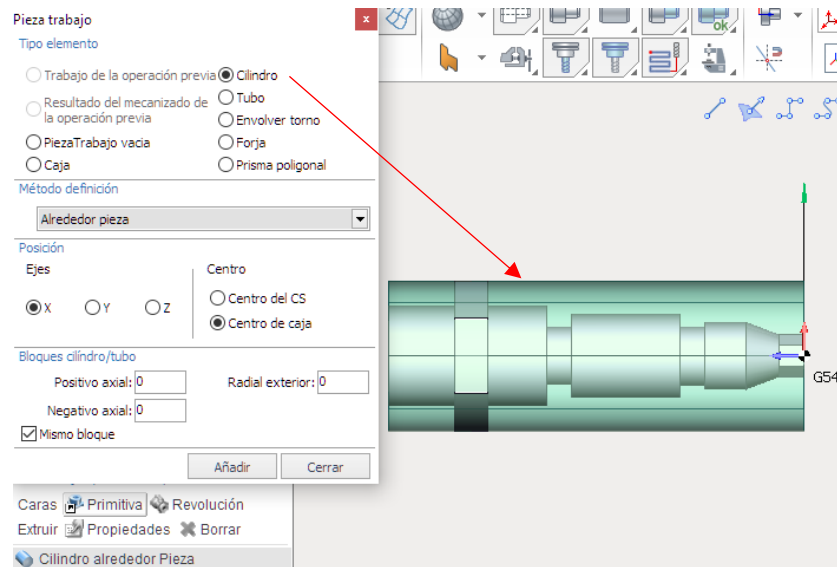 Pieza trabajo
x
Tipo elemento
Trabajo de la operación previa
Cilindro
Resultado del mecanizado de
la operación previa
Tubo
Envolver torno
PiezaTrabajo vacia
Forja
Caja
Prisma poligonal
Método definición
Alrededor pieza
Posición
Ejes
Centro
X
Y
Z
Centro del CS
Centro de caja
Bloques cilíndro/tubo
Positivo axial: 0
Radial exterior: 0
Negativo axial: 0
Mismo bloque
Añadir
Cerrar
Caras
Primitiva
Revolución
Extruir
Propiedades
Borrar
Cilindro alrededor Pieza
ok
G54